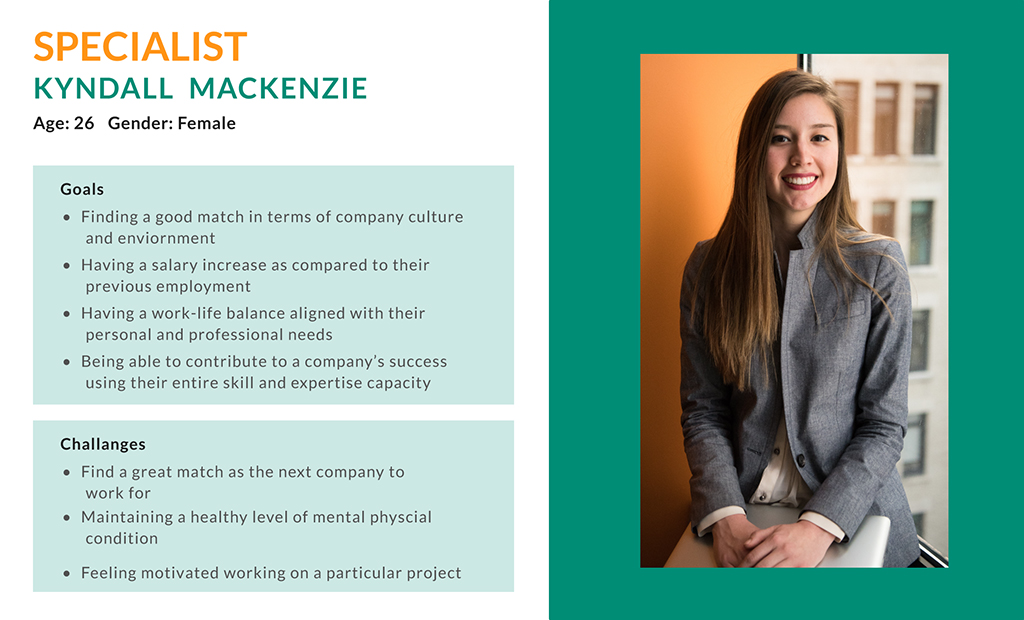 SPECIALIST
KYNDALL MACKENZIE
Age: 26 Gender: Female
Goals
• Finding a good match in terms of company culture
and enviornment
• Having a salary increase as compared to their
previous employment
• Having a work-life balance aligned with their
personal and professional needs
• Being able to contribute to a company's success
using their entire skill and expertise capacity
Challanges
• Find a great match as the next company to
work for
• Maintaining a healthy level of mental physcial
condition
• Feeling motivated working on a particular project